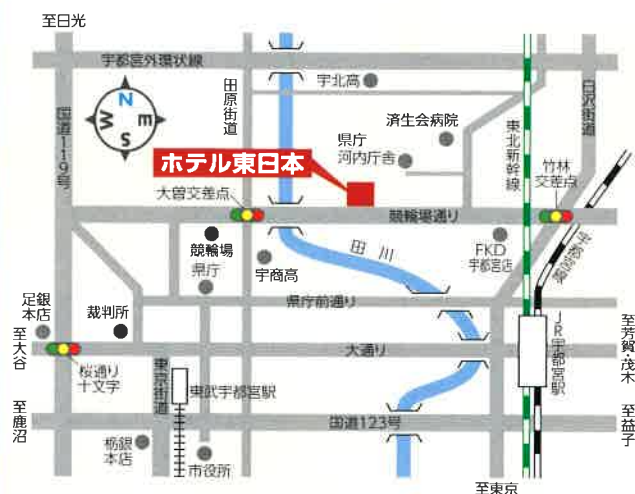 至日光
宇都宮外環状線
宇北高
田原街道
国道119号
白沢街道
N
W
E
S
済生会病院
県庁
河内庁舎
東北新幹線
竹林
交差点
ホテル東日本
大曽交差点
競輪場通り
競輪場
県庁
宇商高
田川
FKD
宇都宮店
宇都宮線
県庁前通り
足銀
本店
裁判所
至大谷
大通り
JR宇都宮駅
至芳賀・茂木
桜通り
十文字
東京街道
東武宇都宮駅
至鹿沼
国道123号
至益子
栃銀
本店
市役所
至東京